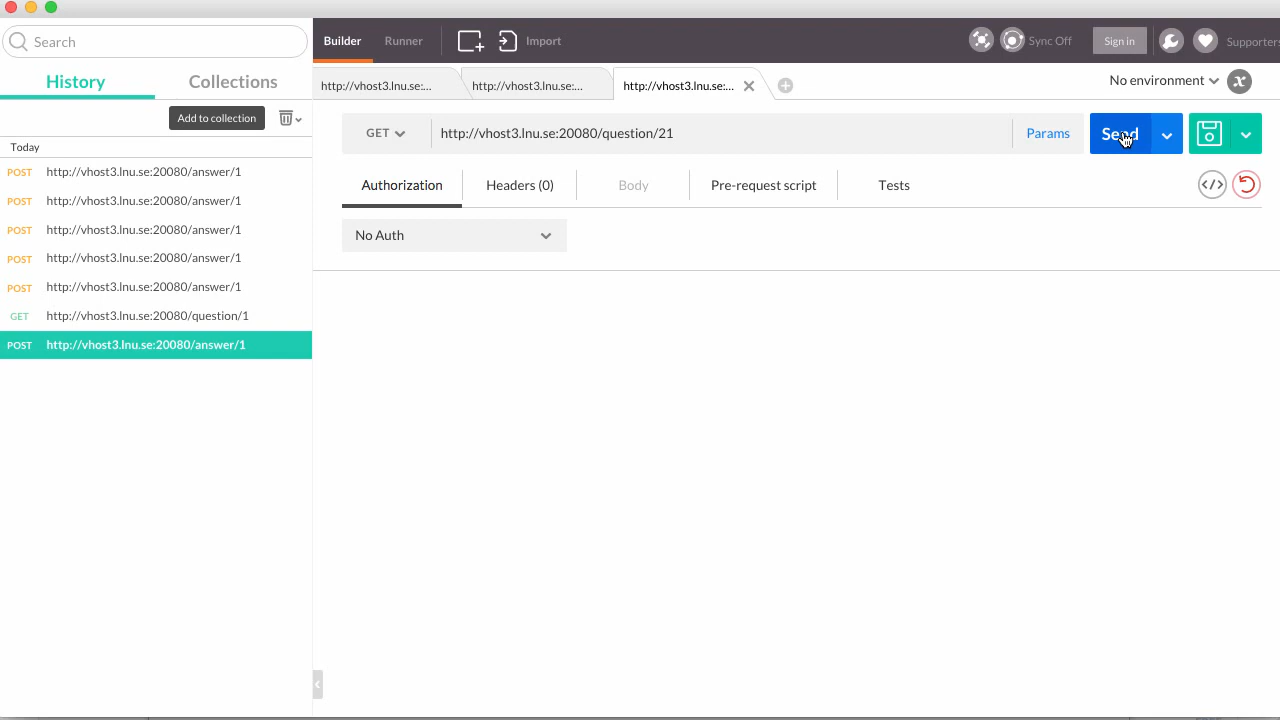 Search
History
Collections
Add to collection
Today
POST http://vhost3.lnu.se:20080/answer/1
POST http://vhost3.lnu.se:20080/answer/1
POST http://vhost3.lnu.se:20080/answer/1
POST http://vhost3.lnu.se:20080/answer/1
POST http://vhost3.lnu.se:20080/answer/1
GET http://vhost3.lnu.se:20080/question/1
POST http://vhost3.lnu.se:20080/answer/1
Builder Runner Import Sync Off Sign in Supporters
http://vhost3.lnu.se:... http://vhost3.lnu.se:... http://vhost3.lnu.se:... No environment
GET http://vhost3.lnu.se:20080/question/21 Params Send
Authorization Headers (0) Body Pre-request script Tests
No Auth